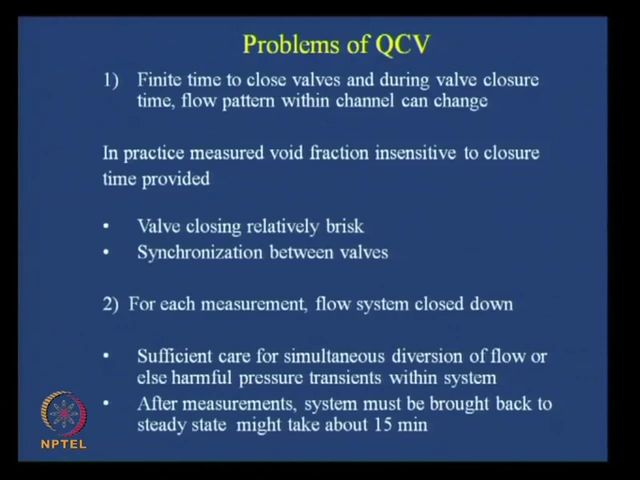 Problems of QCV
1) Finite time to close valves and during valve closure
time, flow pattern within channel can change
In practice measured void fraction insensitive to closure
time provided
• Valve closing relatively brisk
• Synchronization between valves
2) For each measurement, flow system closed down
• Sufficient care for simultaneous diversion of flow or
else harmful pressure transients within system
• After measurements, system must be brought back to
steady state might take about 15 min
NPTEL